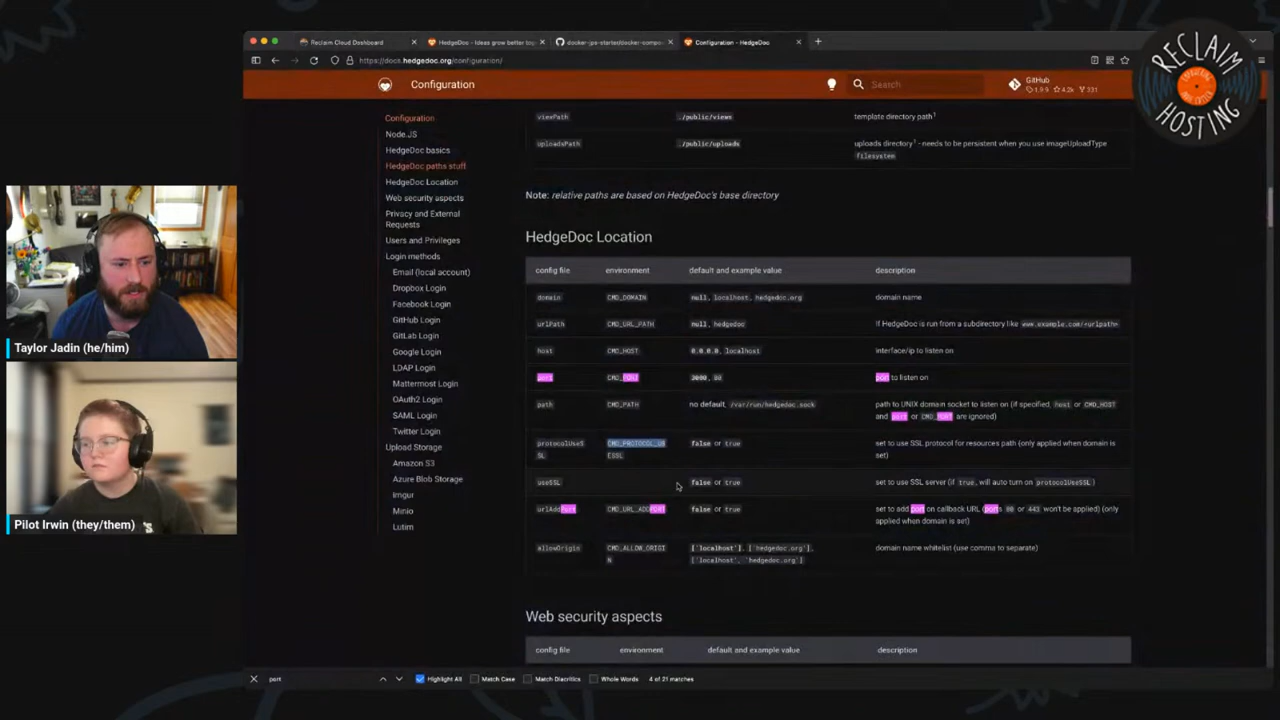 Reclaim Cloud Dashboard
HedgeDoc - Ideas grow better tog
docker-jps-started/docker-compo
Configuration - HedgeDoc
https://docs.hedgedoc.org/configuration/
Configuration
Search
GitHub
1.9.9 4.2k 331
RECLAIM
HOSTING
Configuration
Node.JS
HedgeDoc basics
HedgeDoc paths stuff
HedgeDoc Location
Web security aspects
Privacy and External
Requests
Users and Privileges
Login methods
Email (local account)
Dropbox Login
Facebook Login
GitHub Login
GitLab Login
Google Login
LDAP Login
Mattermost Login
OAuth2 Login
SAML Login
Twitter Login
Upload Storage
Amazon S3
Azure Blob Storage
Imgur
Minio
Lutim
viewPath ./public/views template directory path1
uploadsPath ./public/uploads uploads directory1 - needs to be persistent when you use imageUploadType
filesystem
Note: relative paths are based on HedgeDoc's base directory
HedgeDoc Location
config file environment default and example value description
domain CMD_DOMAIN null, localhost, hedgedoc.org domain name
urlPath CMD_URL_PATH null, hedgedoc If HedgeDoc is run from a subdirectory like www.example.com/<urlpath>
host CMD_HOST 0.0.0.0, localhost interface/ip to listen on
port CMD_PORT 3000, 80 port to listen on
path CMD_PATH no default, /var/run/hedgedoc.sock path to UNIX domain socket to listen on (if specified, host or CMD_HOST
and port or CMD_PORT are ignored)
protocolUseS CMD_PROTOCOL_US false or true set to use SSL protocol for resources path (only applied when domain is
SL ESSL set)
useSSL false or true set to use SSL server (if true, will auto turn on protocolUseSSL)
urlAddPort CMD_URL_ADDPORT false or true set to add port on callback URL (ports 80 or 443 won't be applied) (only
applied when domain is set)
allowOrigin CMD_ALLOW_ORIGI ['localhost'], ['hedgedoc.org'], domain name whitelist (use comma to separate)
N ['localhost', 'hedgedoc.org']
Web security aspects
config file environment default and example value description
port Highlight All Match Case Match Diacritics Whole Words 4 of 21 matches
Taylor Jadin (he/him)
Pilot Irwin (they/them)